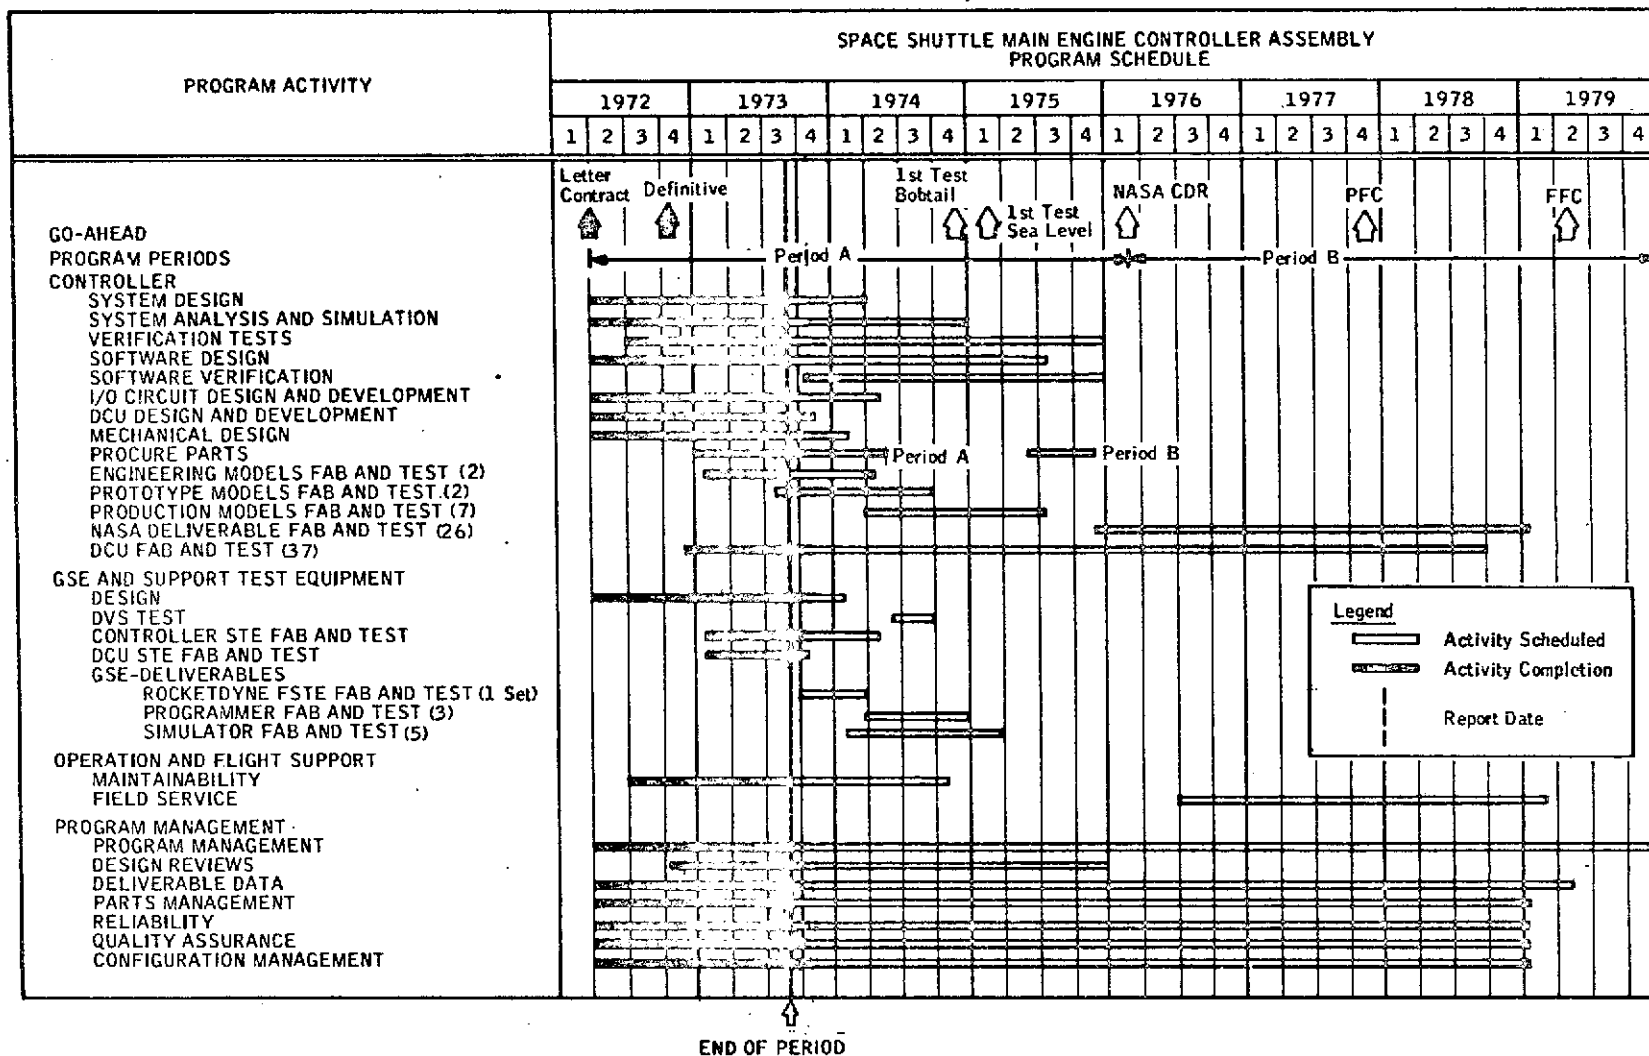 SPACE SHUTTLE MAIN ENGINE CONTROLLER ASSEMBLY
PROGRAM SCHEDULE
PROGRAM ACTIVITY
1972 1973 1974 1975 1976 1977 1978 1979
1 2 3 4 1 2 3 4 1 2 3 4 1 2 3 4 1 2 3 4 1 2 3 4 1 2 3 4 1 2 3 4
Letter
Contract
Definitive
1st Test
Bobtail
1st Test
Sea Level
NASA CDR
PFC
FFC
GO-AHEAD
PROGRAM PERIODS
Period A
Period B
CONTROLLER
SYSTEM DESIGN
SYSTEM ANALYSIS AND SIMULATION
VERIFICATION TESTS
SOFTWARE DESIGN
SOFTWARE VERIFICATION
I/O CIRCUIT DESIGN AND DEVELOPMENT
DCU DESIGN AND DEVELOPMENT
MECHANICAL DESIGN
PROCURE PARTS Period A Period B
ENGINEERING MODELS FAB AND TEST (2)
PROTOTYPE MODELS FAB AND TEST (2)
PRODUCTION MODELS FAB AND TEST (7)
NASA DELIVERABLE FAB AND TEST (26)
DCU FAB AND TEST (37)
GSE AND SUPPORT TEST EQUIPMENT
DESIGN
DVS TEST
CONTROLLER STE FAB AND TEST
DCU STE FAB AND TEST
GSE-DELIVERABLES
ROCKETDYNE FSTE FAB AND TEST (1 Set)
PROGRAMMER FAB AND TEST (3)
SIMULATOR FAB AND TEST (5)
OPERATION AND FLIGHT SUPPORT
MAINTAINABILITY
FIELD SERVICE
PROGRAM MANAGEMENT
PROGRAM MANAGEMENT
DESIGN REVIEWS
DELIVERABLE DATA
PARTS MANAGEMENT
RELIABILITY
QUALITY ASSURANCE
CONFIGURATION MANAGEMENT
Legend
Activity Scheduled
Activity Completion
Report Date
END OF PERIOD